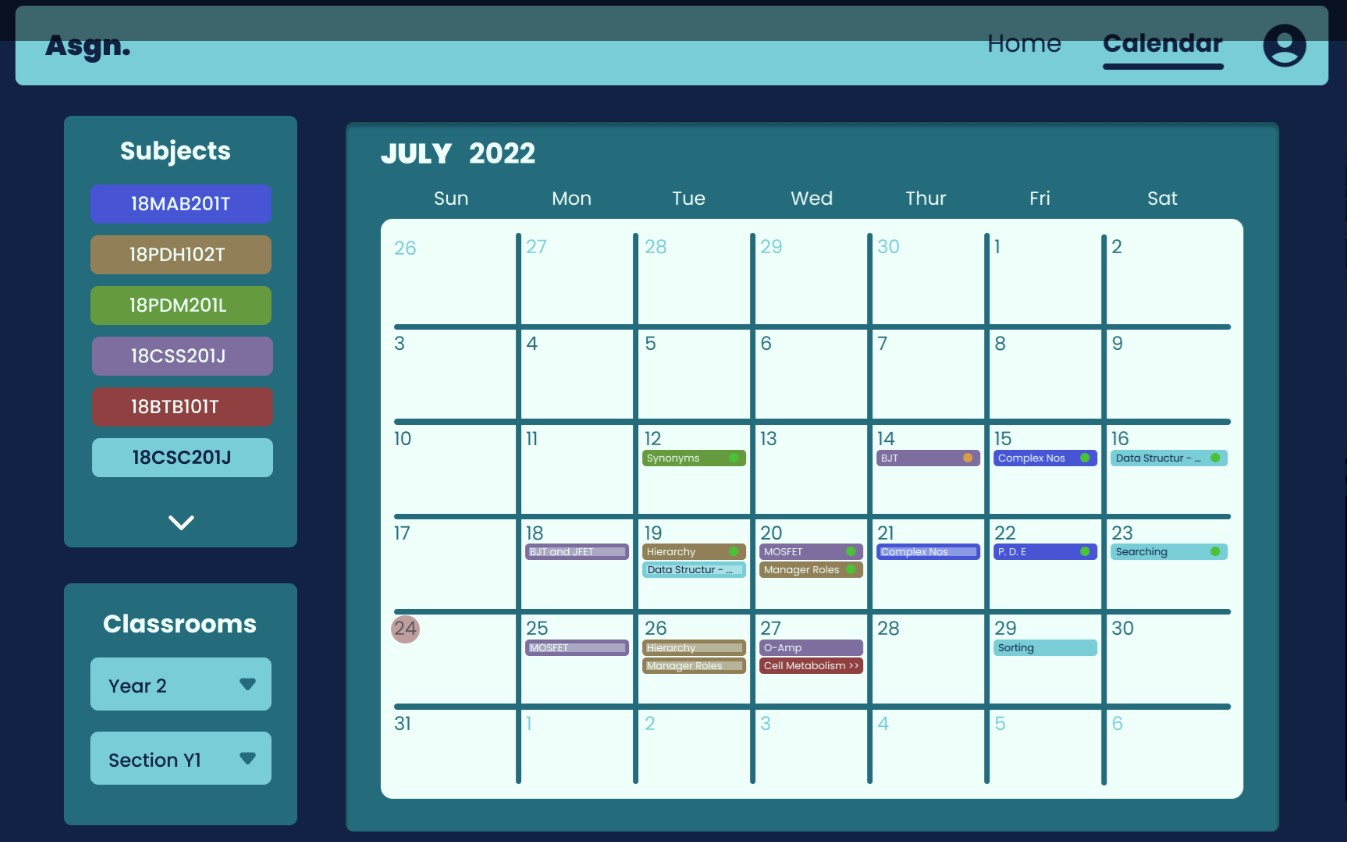 Asgn.
Home Calendar
Subjects
18MAB201T
18PDH102T
18PDM201L
18CSS201J
18BTB101T
18CSC201J
Classrooms
Year 2
Section Y1
JULY 2022
Sun Mon Tue Wed Thur Fri Sat
26 27 28 29 30 1 2
3 4 5 6 7 8 9
10 11 12 13 14 15 16
Synonyms BJT Complex Nos Data Structur - ...
17 18 19 20 21 22 23
BJT and JFET Hierarchy MOSFET Complex Nos P. D. E Searching
Data Structur - ... Manager Roles
24 25 26 27 28 29 30
MOSFET Hierarchy O-Amp Sorting
Manager Roles Cell Metabolism >>
31 1 2 3 4 5 6